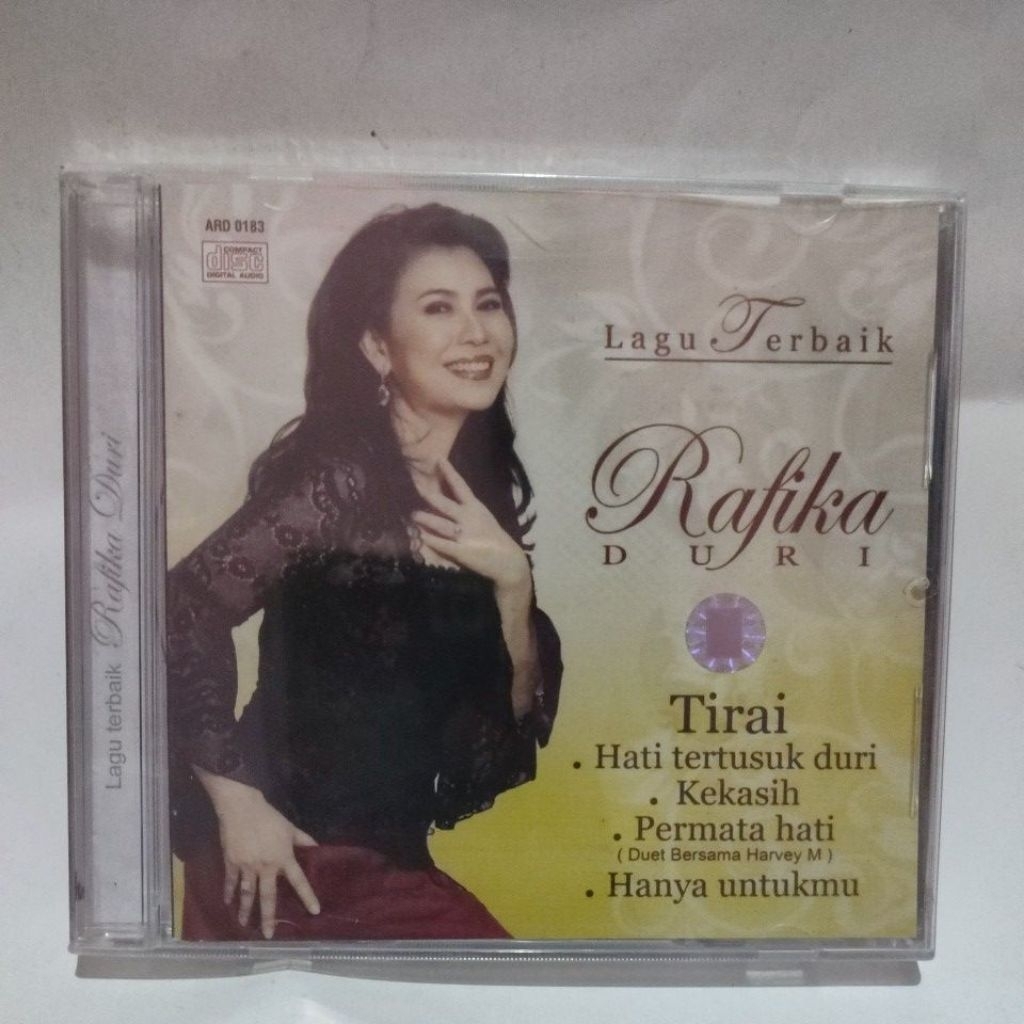 ARD 0183
COMPACT
disc
DIGITAL AUDIO
Lagu Terbaik
Rafika
DURI
Tirai
. Hati tertusuk duri
. Kekasih
. Permata hati
( Duet Bersama Harvey M )
. Hanya untukmu
Lagu terbaik Rafika Duri